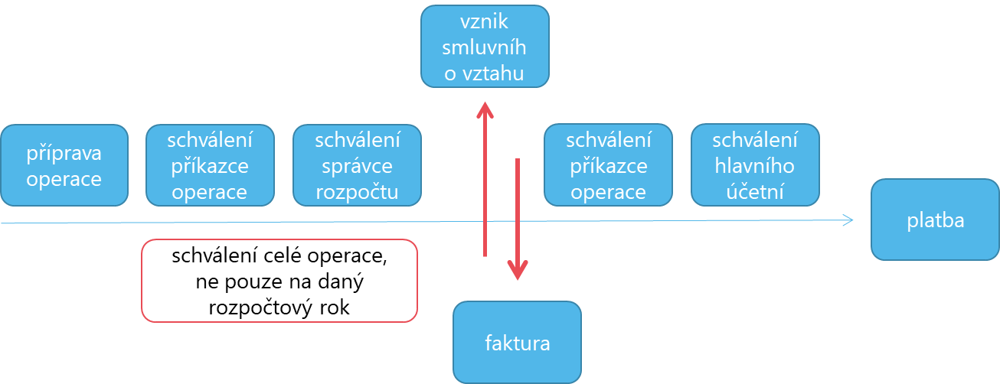 vznik
smluvníh
o vztahu
příprava
operace
schválení
příkazce
operace
schválení
správce
rozpočtu
schválení
příkazce
operace
schválení
hlavního
účetní
platba
schválení celé operace,
ne pouze na daný
rozpočtový rok
faktura